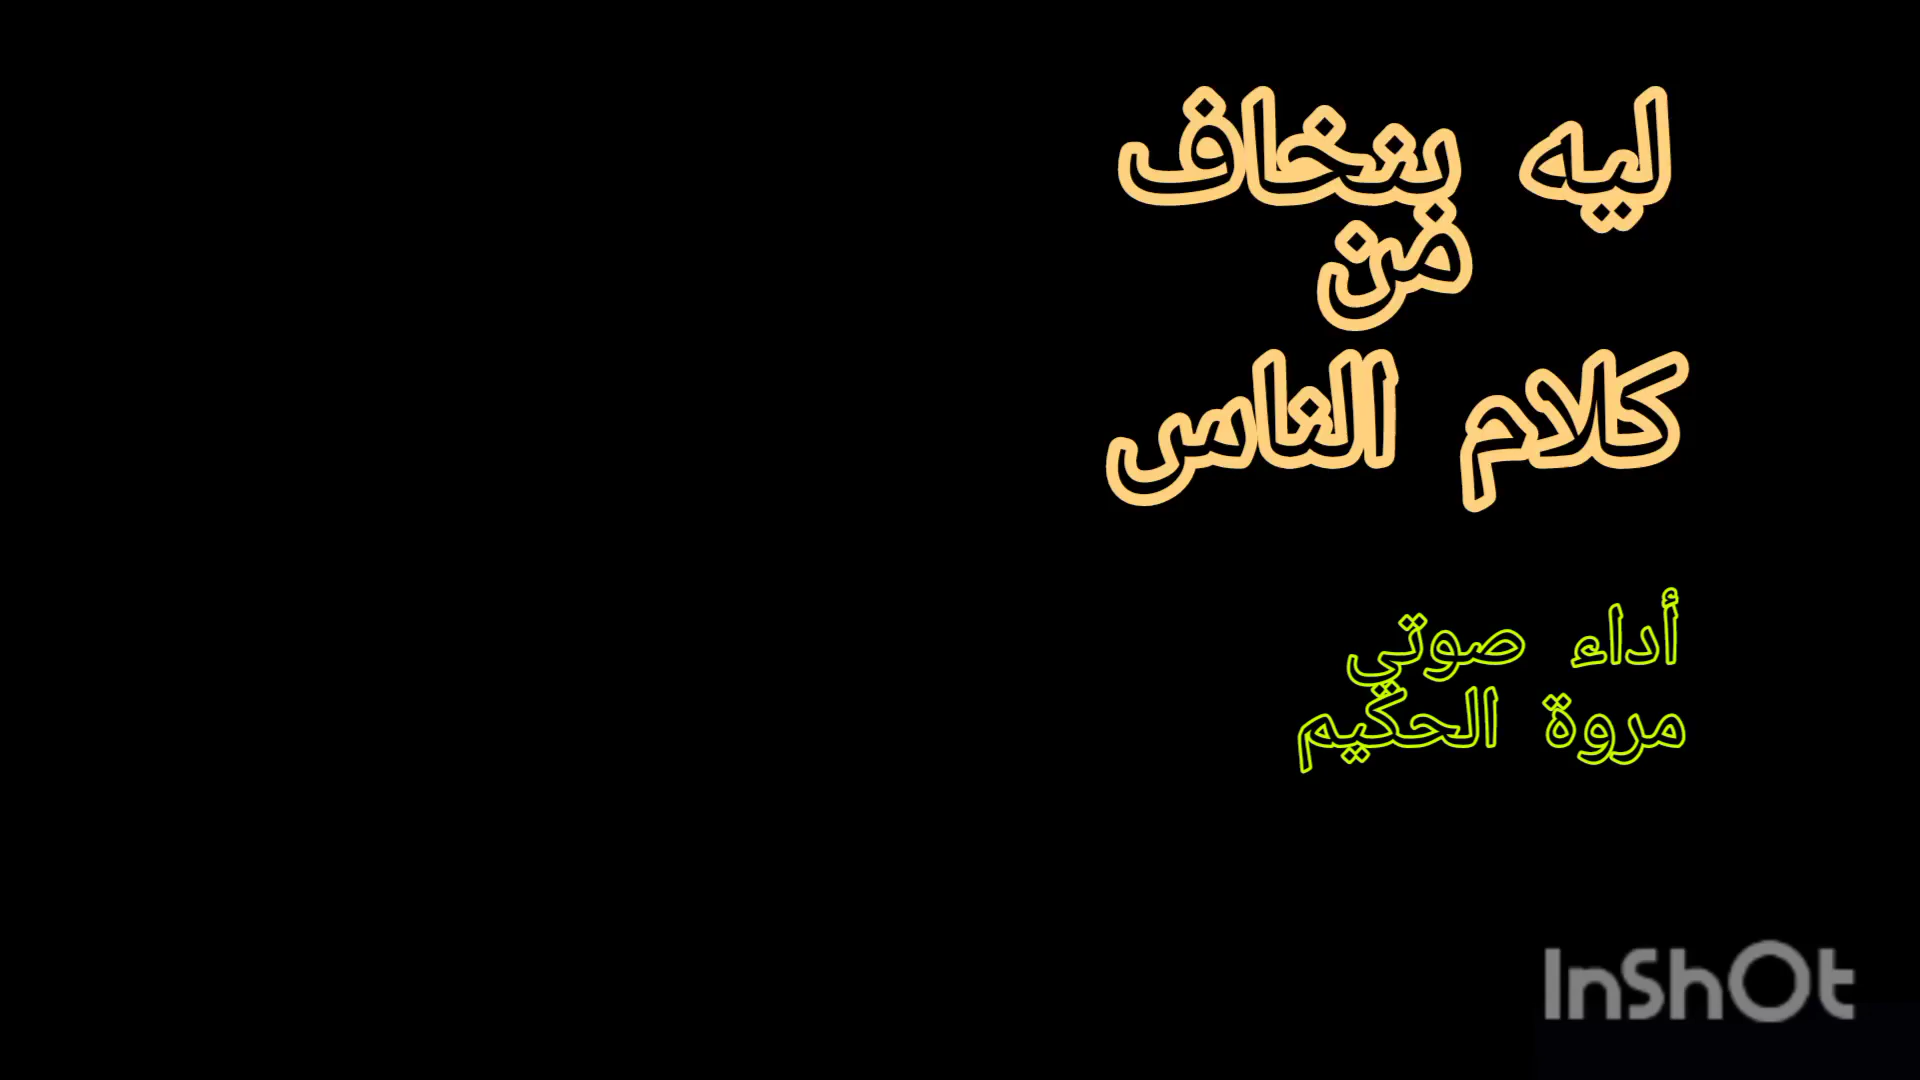 ليه بنخاف
من
كلام الناس
أداء صوتي
مروة الحكيم
InShOt